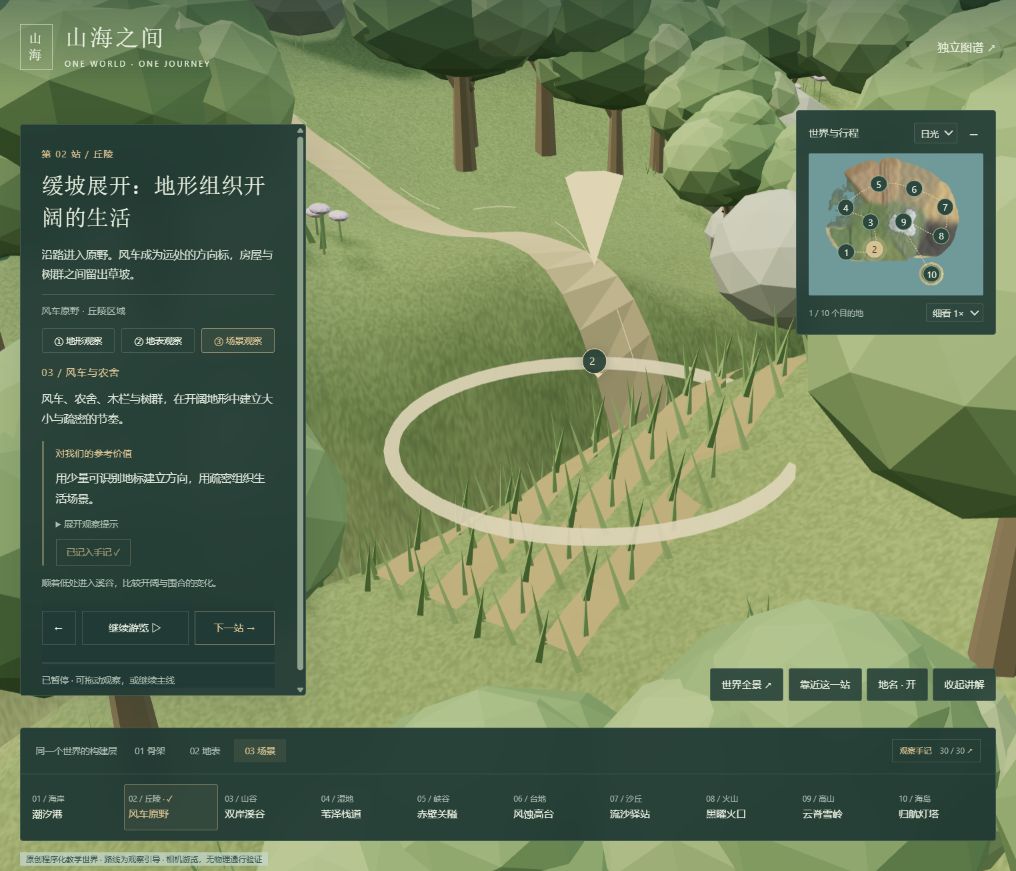 山海
山海之间
ONE WORLD · ONE JOURNEY
独立图谱 ↗
第 02 站 / 丘陵
缓坡展开：地形组织开
阔的生活
沿路进入原野。风车成为远处的方向标，房屋与
树群之间留出草坡。
风车原野 · 丘陵区域
① 地形观察
② 地表观察
③ 场景观察
03 / 风车与农舍
风车、农舍、木栏与树群，在开阔地形中建立大
小与疏密的节奏。
对我们的参考价值
用少量可识别地标建立方向，用疏密组织生
活场景。
▶ 展开观察提示
已记入手记 ✓
顺着低处进入溪谷，比较开阔与围合的变化。
←
继续游览 ▷
下一站 →
已暂停 · 可拖动观察，或继续主线
世界与行程
日光
–
5
6
4
7
3
9
8
1
2
10
1 / 10 个目的地
细看 1×
2
世界全景 ↗
靠近这一站
地名 · 开
收起讲解
同一个世界的构建层
01 骨架
02 地表
03 场景
观察手记 30 / 30 ↗
01 / 海岸
潮汐港
02 / 丘陵 · ✓
风车原野
03 / 山谷
双岸溪谷
04 / 湿地
苇泽栈道
05 / 峡谷
赤壁关隘
06 / 台地
风蚀高台
07 / 沙丘
流沙驿站
08 / 火山
黑曜火口
09 / 高山
云脊雪岭
10 / 海岛
归航灯塔
原创程序化教学世界 · 路线为观察引导 · 相机游览，无物理通行验证